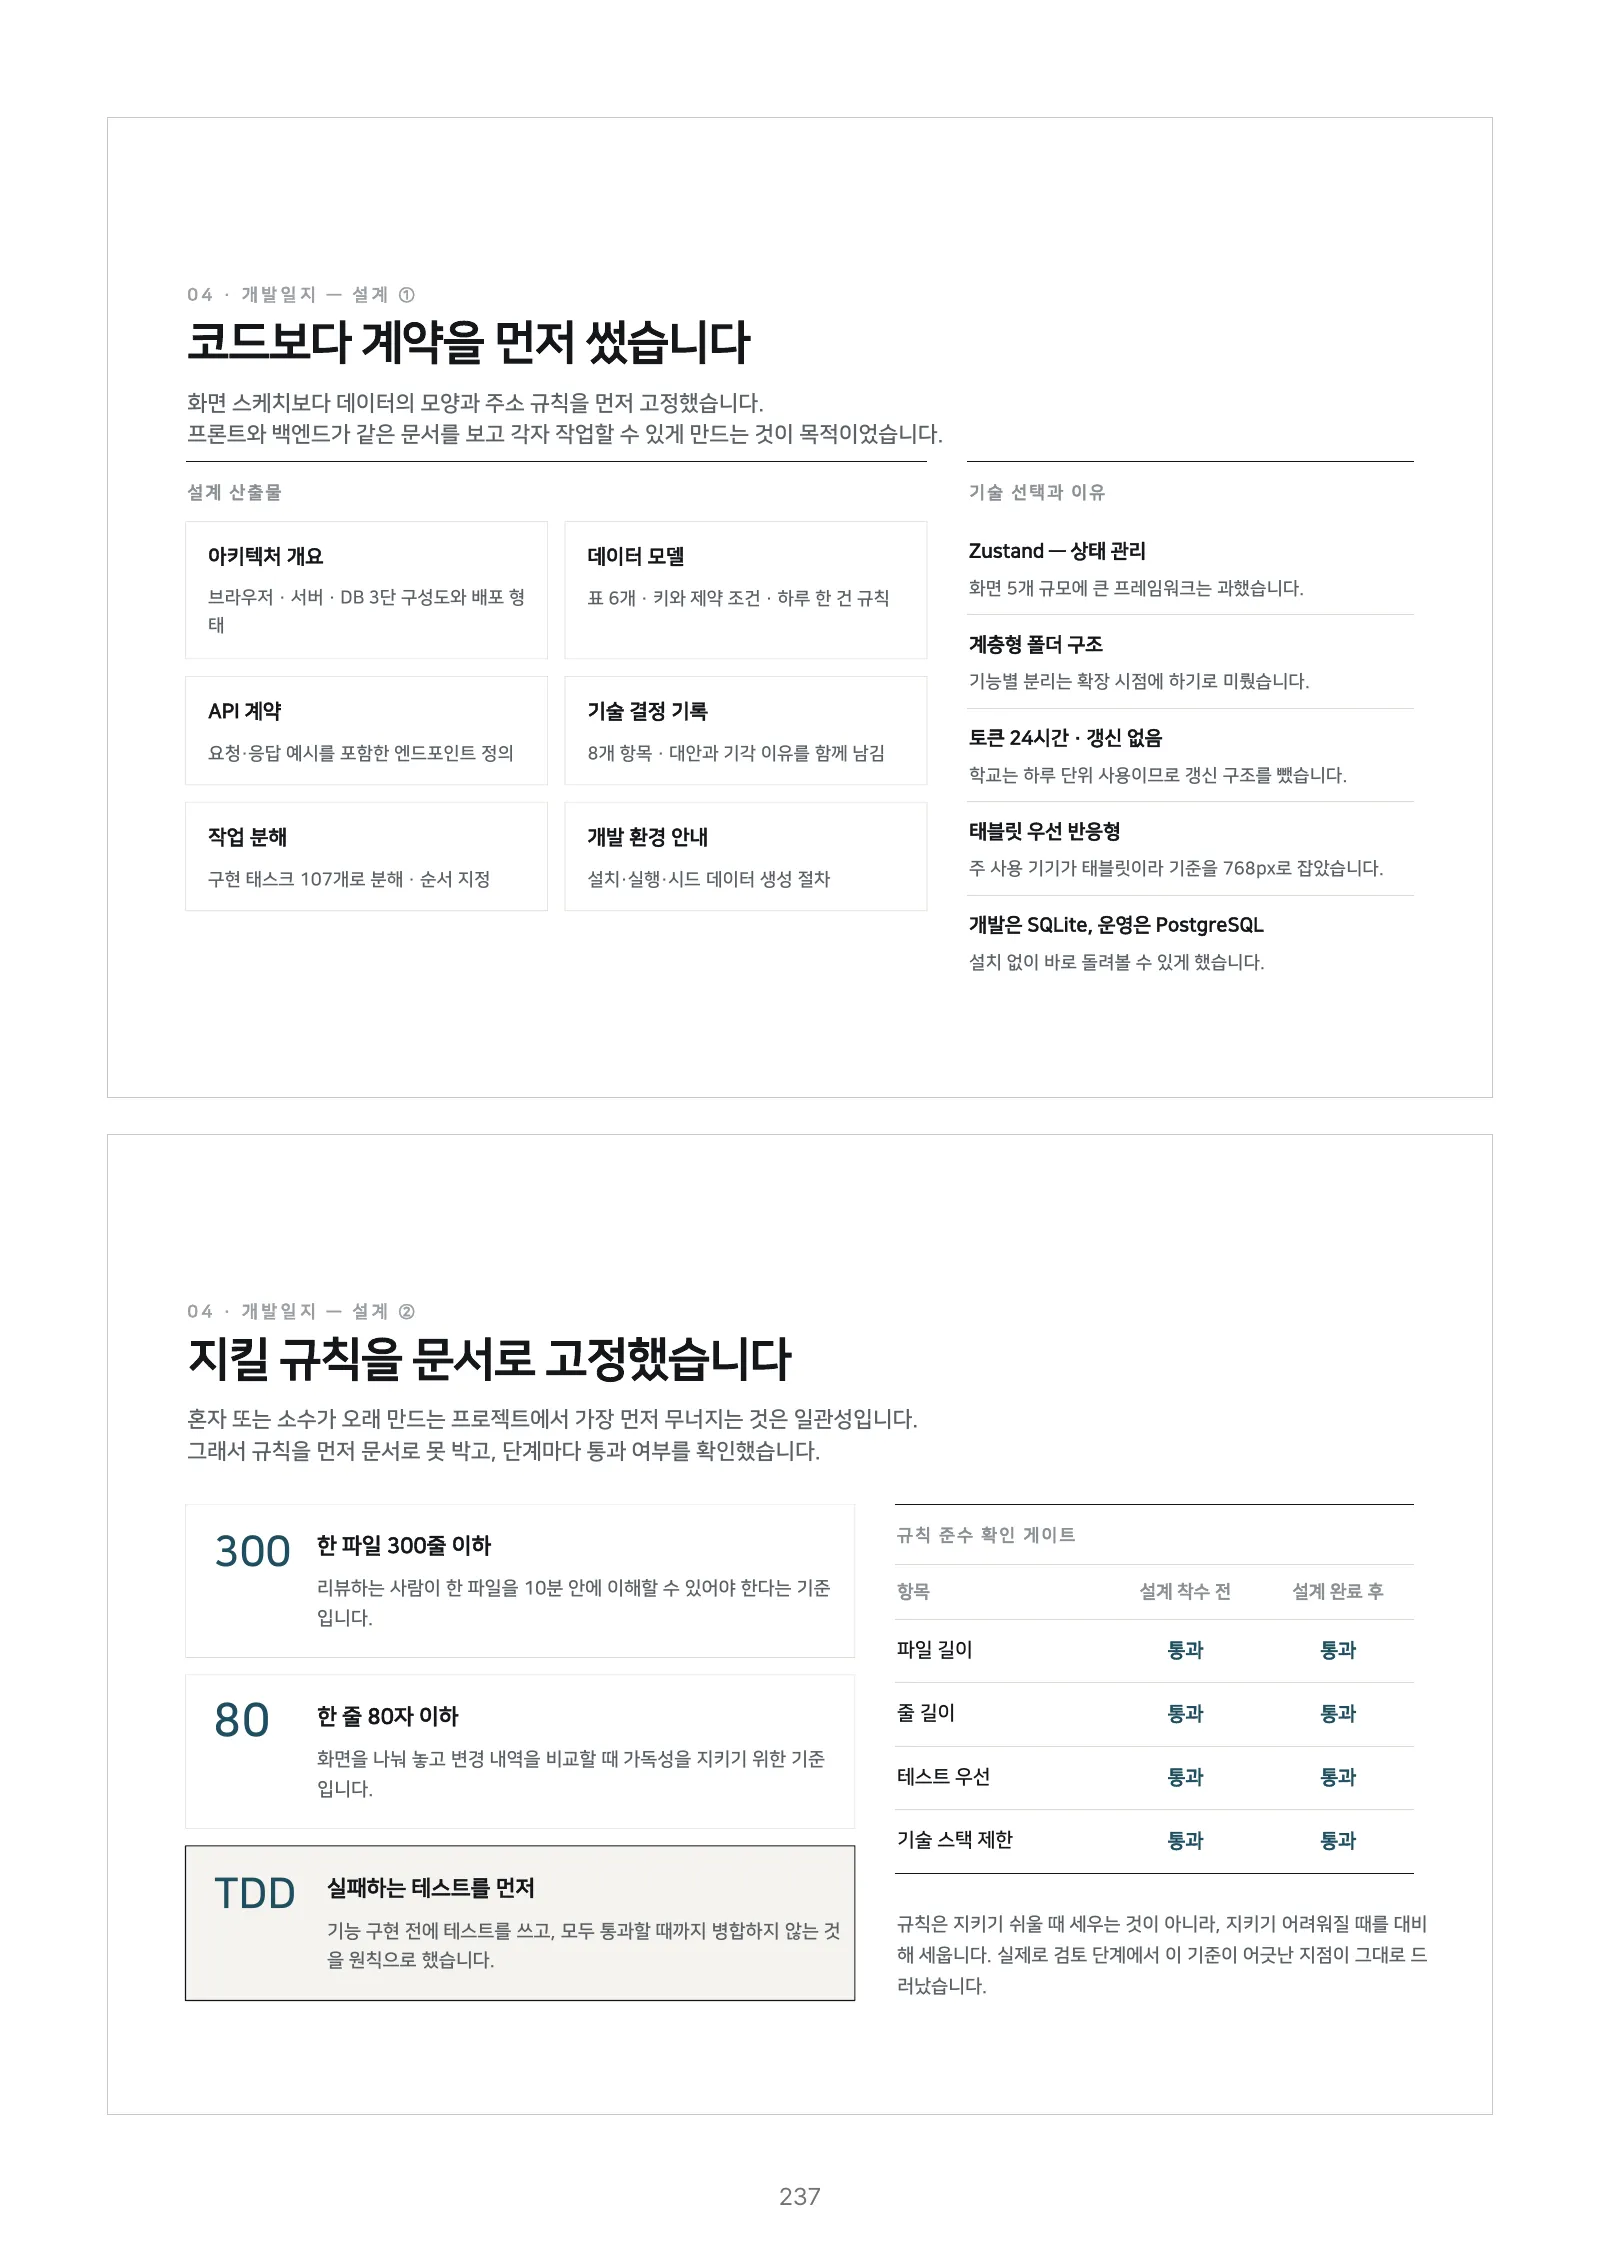 04 · 개발일지 — 설계 ①
코드보다 계약을 먼저 썼습니다
화면 스케치보다 데이터의 모양과 주소 규칙을 먼저 고정했습니다.
프론트와 백엔드가 같은 문서를 보고 각자 작업할 수 있게 만드는 것이 목적이었습니다.
설계 산출물
아키텍처 개요
브라우저 · 서버 · DB 3단 구성도와 배포 형
태
데이터 모델
표 6개 · 키와 제약 조건 · 하루 한 건 규칙
API 계약
요청·응답 예시를 포함한 엔드포인트 정의
기술 결정 기록
8개 항목 · 대안과 기각 이유를 함께 남김
작업 분해
구현 태스크 107개로 분해 · 순서 지정
개발 환경 안내
설치·실행·시드 데이터 생성 절차
기술 선택과 이유
Zustand — 상태 관리
화면 5개 규모에 큰 프레임워크는 과했습니다.
계층형 폴더 구조
기능별 분리는 확장 시점에 하기로 미뤘습니다.
토큰 24시간 · 갱신 없음
학교는 하루 단위 사용이므로 갱신 구조를 뺐습니다.
태블릿 우선 반응형
주 사용 기기가 태블릿이라 기준을 768px로 잡았습니다.
개발은 SQLite, 운영은 PostgreSQL
설치 없이 바로 돌려볼 수 있게 했습니다.
04 · 개발일지 — 설계 ②
지킬 규칙을 문서로 고정했습니다
혼자 또는 소수가 오래 만드는 프로젝트에서 가장 먼저 무너지는 것은 일관성입니다.
그래서 규칙을 먼저 문서로 못 박고, 단계마다 통과 여부를 확인했습니다.
300
한 파일 300줄 이하
리뷰하는 사람이 한 파일을 10분 안에 이해할 수 있어야 한다는 기준
입니다.
80
한 줄 80자 이하
화면을 나눠 놓고 변경 내역을 비교할 때 가독성을 지키기 위한 기준
입니다.
TDD
실패하는 테스트를 먼저
기능 구현 전에 테스트를 쓰고, 모두 통과할 때까지 병합하지 않는 것
을 원칙으로 했습니다.
규칙 준수 확인 게이트
항목 설계 착수 전 설계 완료 후
파일 길이 통과 통과
줄 길이 통과 통과
테스트 우선 통과 통과
기술 스택 제한 통과 통과
규칙은 지키기 쉬울 때 세우는 것이 아니라, 지키기 어려워질 때를 대비
해 세웁니다. 실제로 검토 단계에서 이 기준이 어긋난 지점이 그대로 드
러났습니다.
237